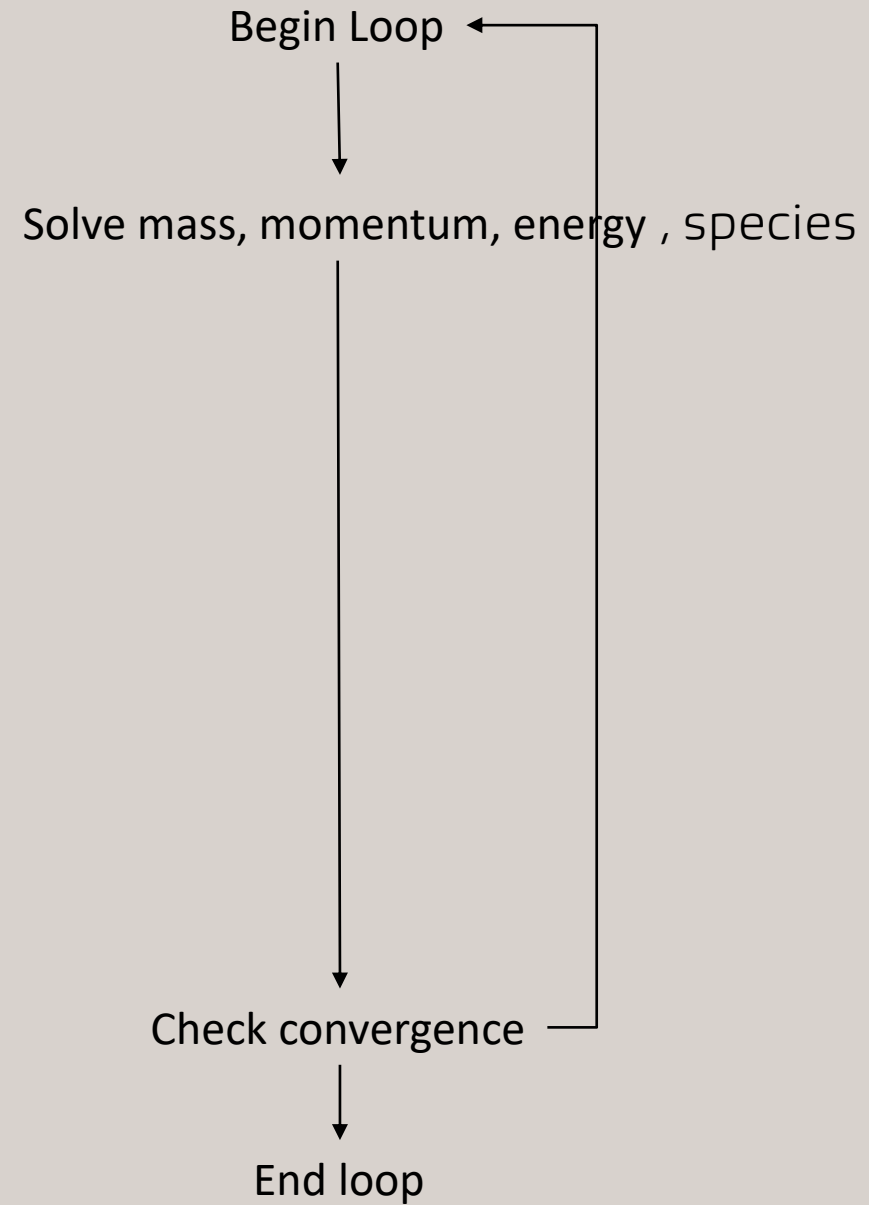 Begin Loop
Solve mass, momentum, energy , species
Check convergence
End loop